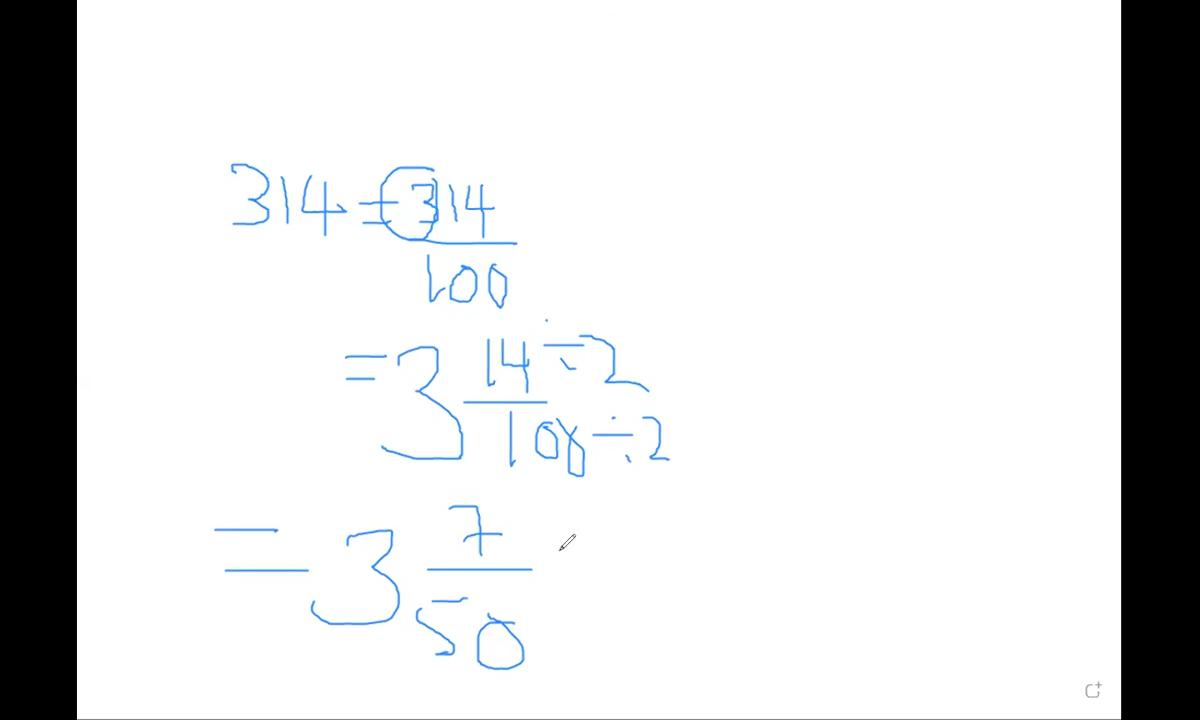 314 = 314
100
= 3 14 ÷ 2
100 ÷ 2
= 3 7
50